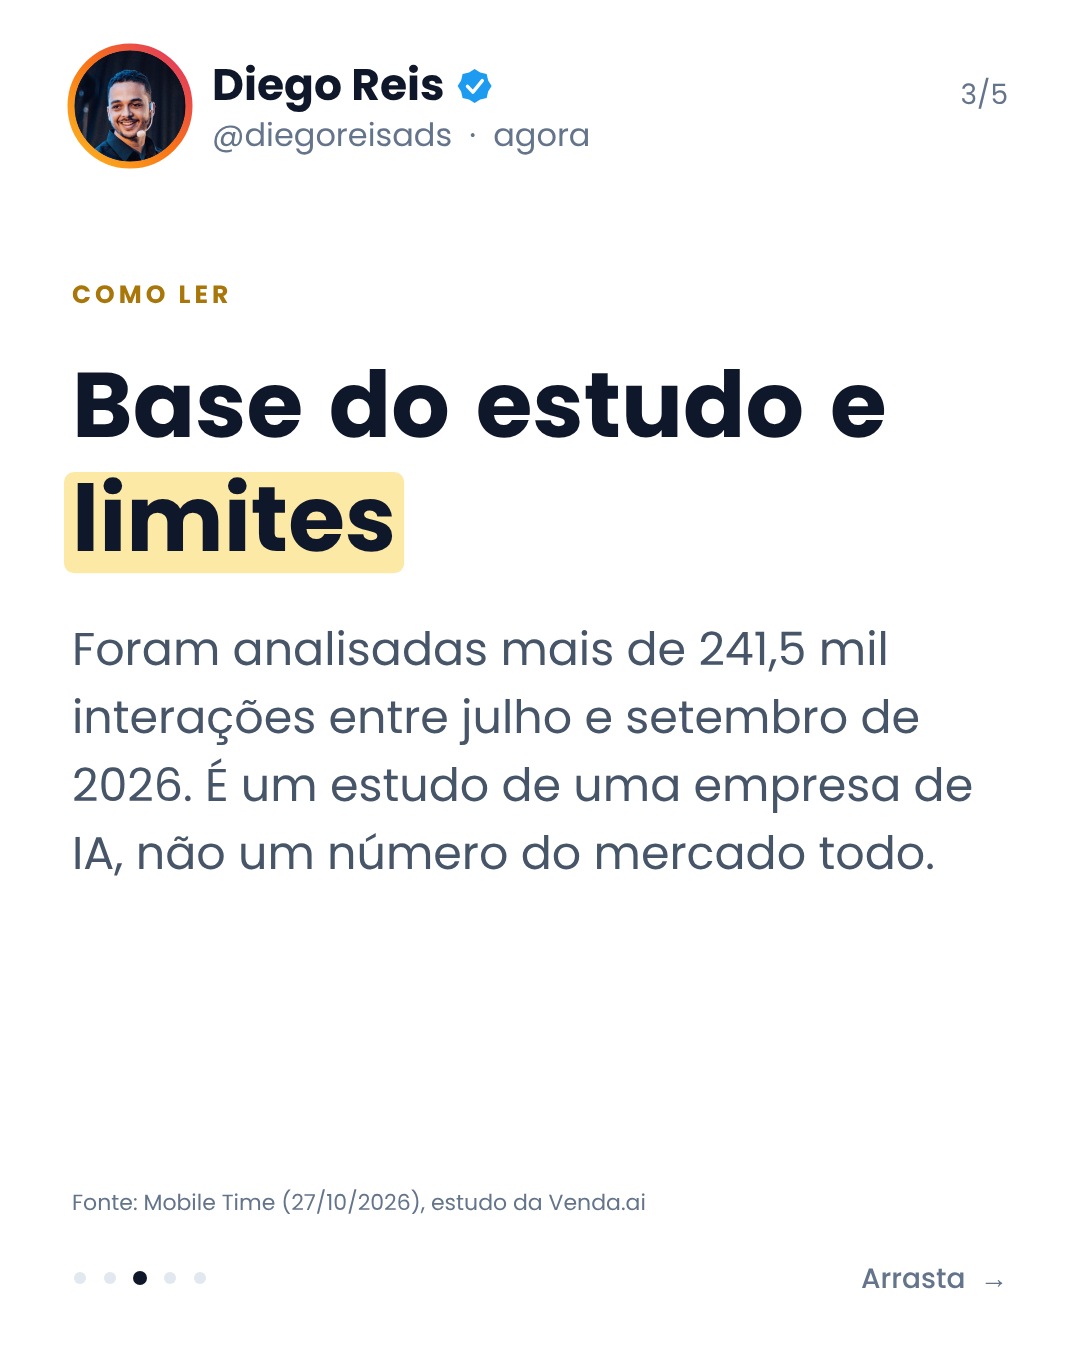 Diego Reis
@diegoreisads · agora
3/5
COMO LER
Base do estudo e
limites
Foram analisadas mais de 241,5 mil
interações entre julho e setembro de
2026. É um estudo de uma empresa de
IA, não um número do mercado todo.
Fonte: Mobile Time (27/10/2026), estudo da Venda.ai
Arrasta →